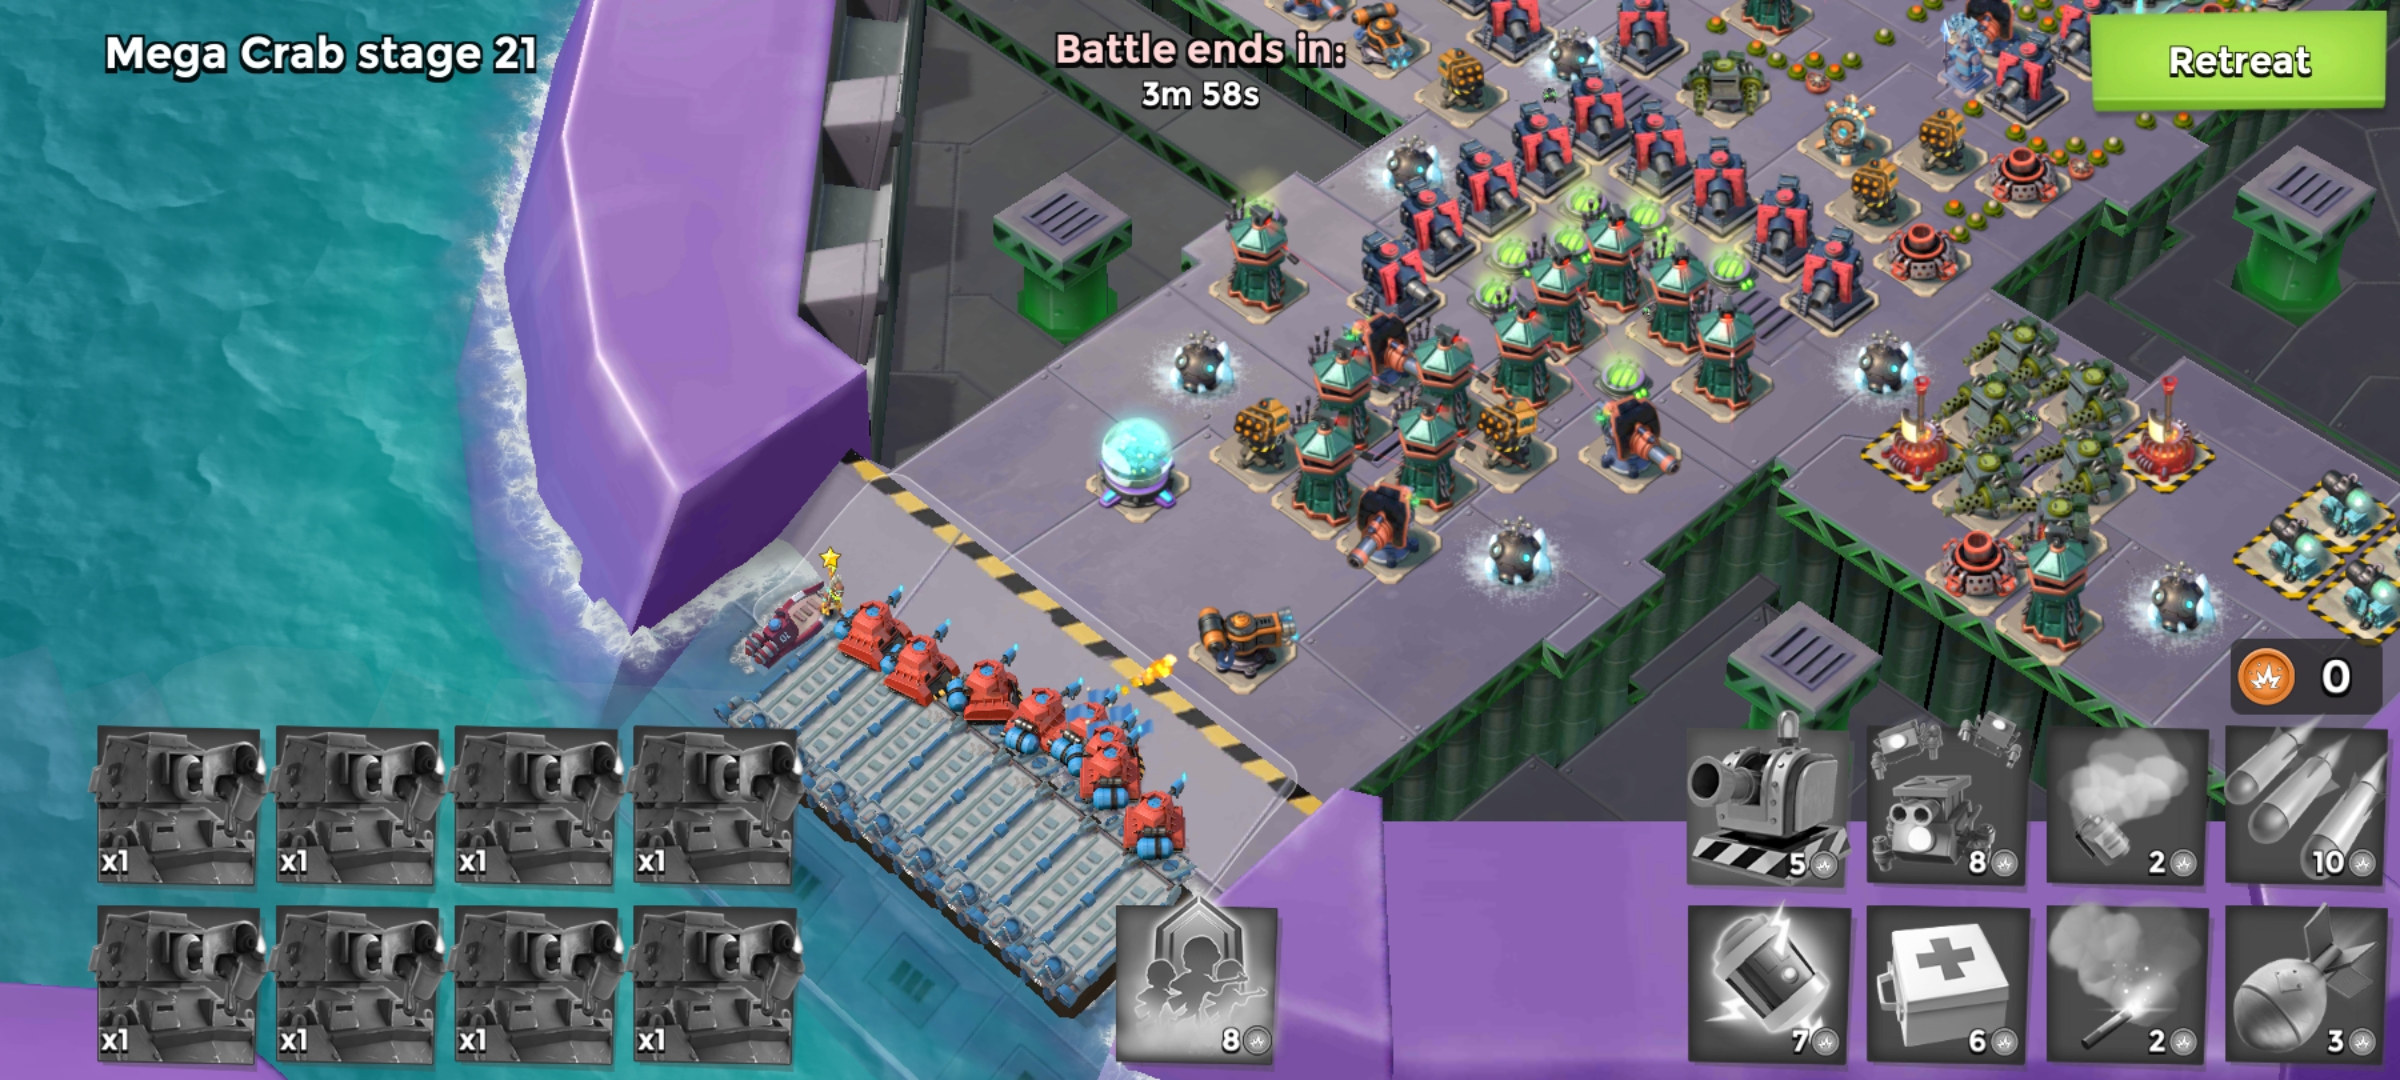 Mega Crab stage 21
Battle ends in:
3m 58s
Retreat
0
x1
x1
x1
x1
5
8
2
10
x1
x1
x1
x1
8
7
6
2
3